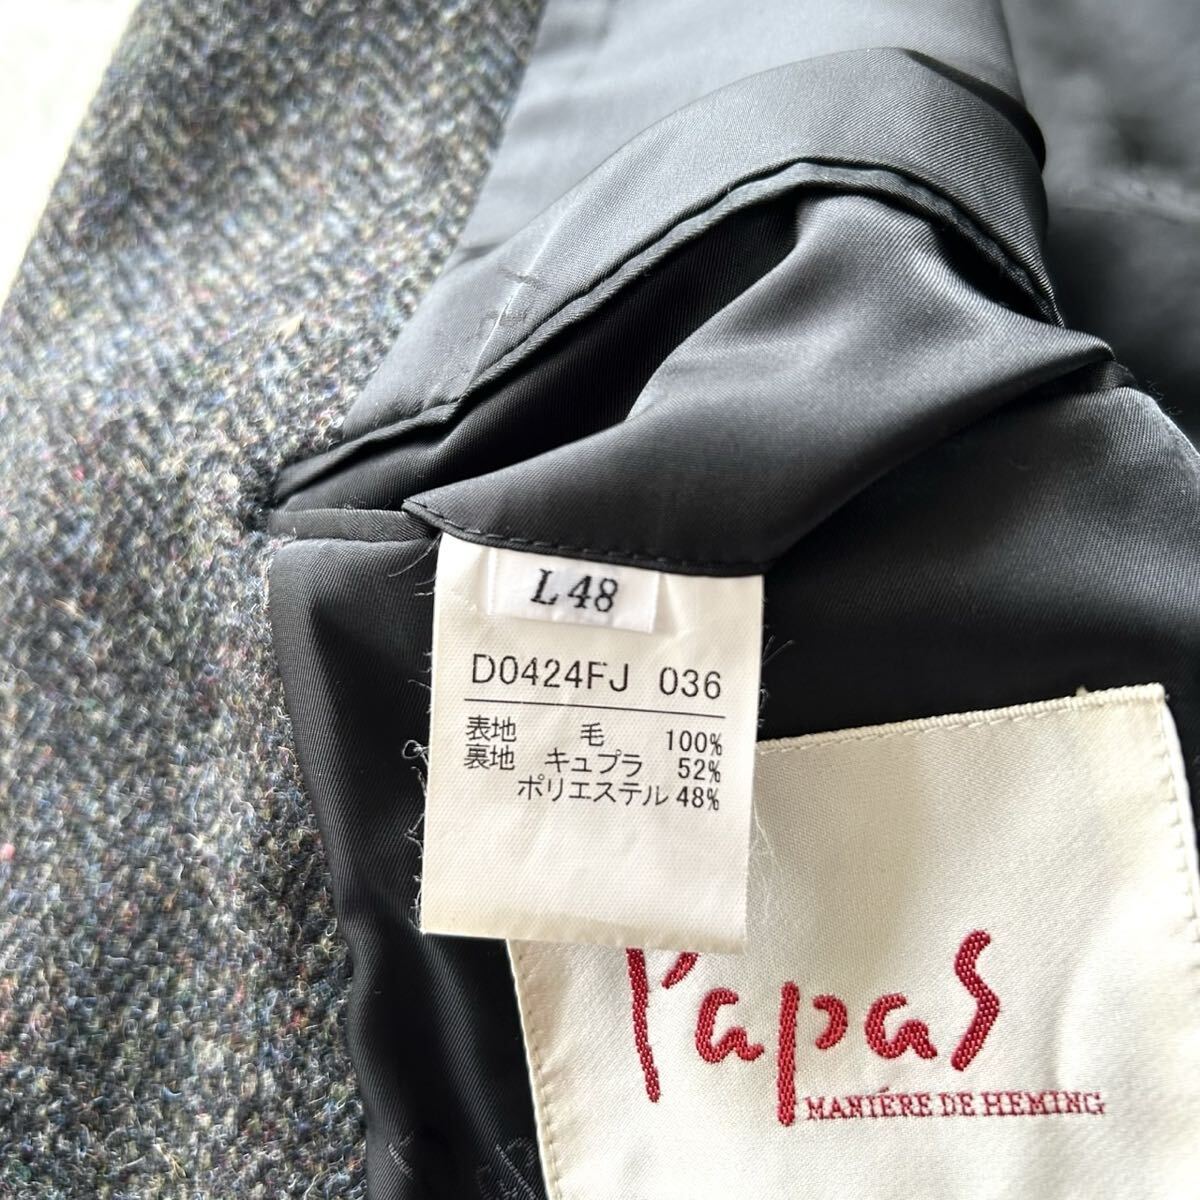 L 48
D0424FJ 036
表地 毛 100%
裏地 キュプラ 52%
ポリエステル 48%
Papas
MANIÉRE DE HEMING